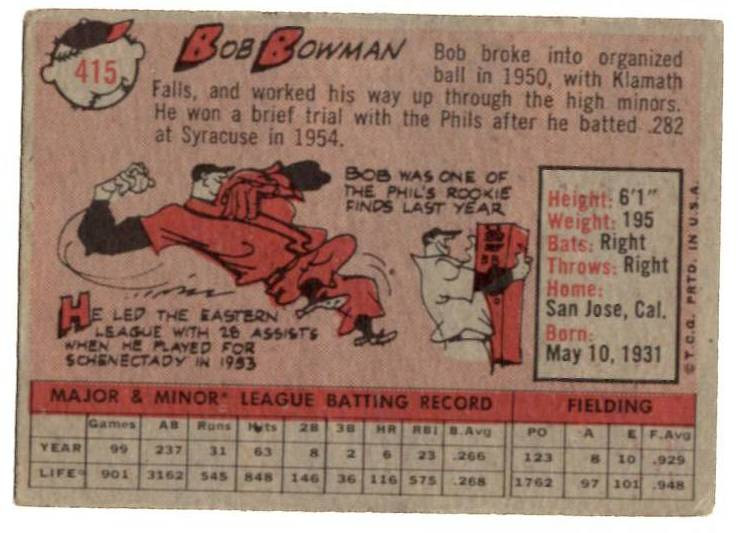 415
BOB BOWMAN
Bob broke into organized
ball in 1950, with Klamath
Falls, and worked his way up through the high minors.
He won a brief trial with the Phils after he batted .282
at Syracuse in 1954.
BOB WAS ONE OF
THE PHIL'S ROOKIE
FINDS LAST YEAR
HE LED THE EASTERN
LEAGUE WITH 28 ASSISTS
WHEN HE PLAYED FOR
SCHENECTADY IN 1953
Height: 6'1"
Weight: 195
Bats: Right
Throws: Right
Home:
San Jose, Cal.
Born:
May 10, 1931
© T.C.G. PRTD. IN U.S.A.
MAJOR & MINOR LEAGUE BATTING RECORD FIELDING
Games AB Runs Hits 2B 3B HR RBI B.Avg PO A E F.Avg
YEAR 99 237 31 63 8 2 6 23 .266 123 8 10 .929
LIFE 901 3162 545 848 146 36 116 575 .268 1762 97 101 .948